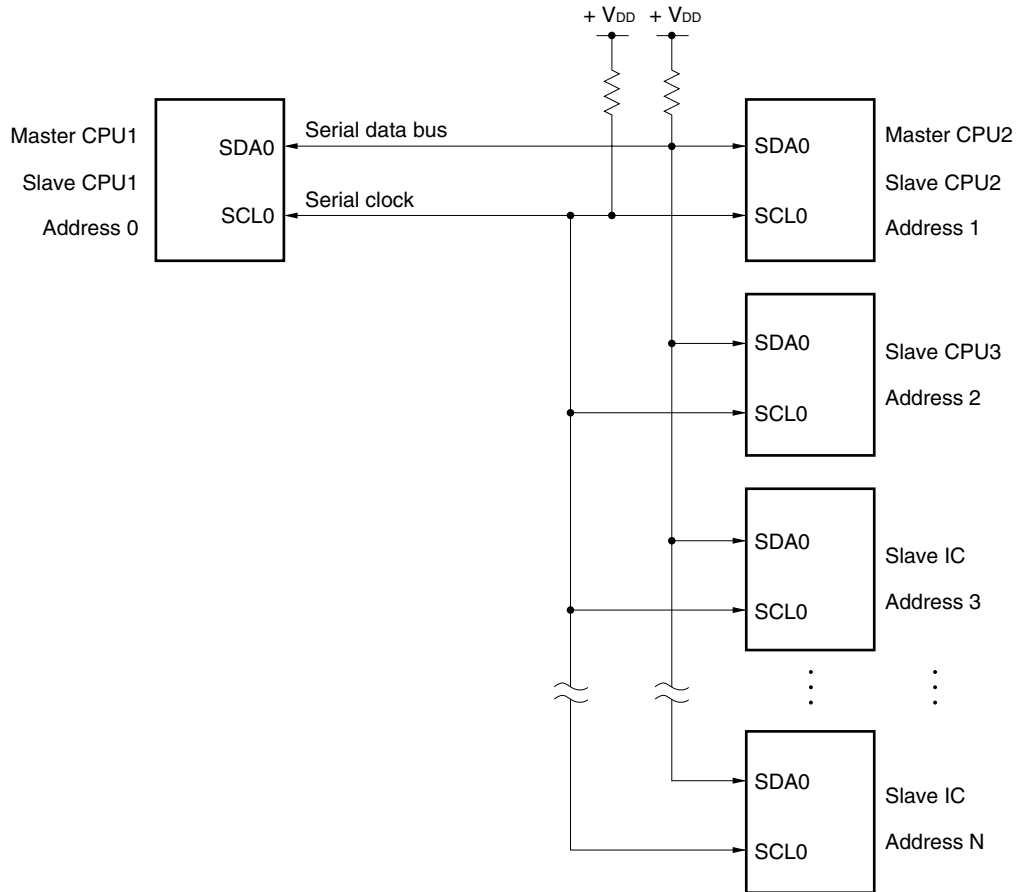 + VDD
+ VDD
Master CPU1
Slave CPU1
Address 0
SDA0
SCL0
Serial data bus
Serial clock
SDA0
SCL0
Master CPU2
Slave CPU2
Address 1
SDA0
SCL0
Slave CPU3
Address 2
SDA0
SCL0
Slave IC
Address 3
SDA0
SCL0
Slave IC
Address N